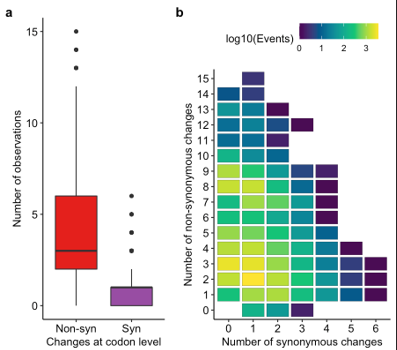 a
15
10
5
0
Number of observations
Non-syn Syn
Changes at codon level
b
log10(Events)
0 1 2 3
15
14
13
12
11
10
9
8
7
6
5
4
3
2
1
0
Number of non-synonymous changes
0 1 2 3 4 5 6
Number of synonymous changes